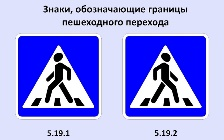 Знаки, обозначающие границы
пешеходного перехода
5.19.1
5.19.2